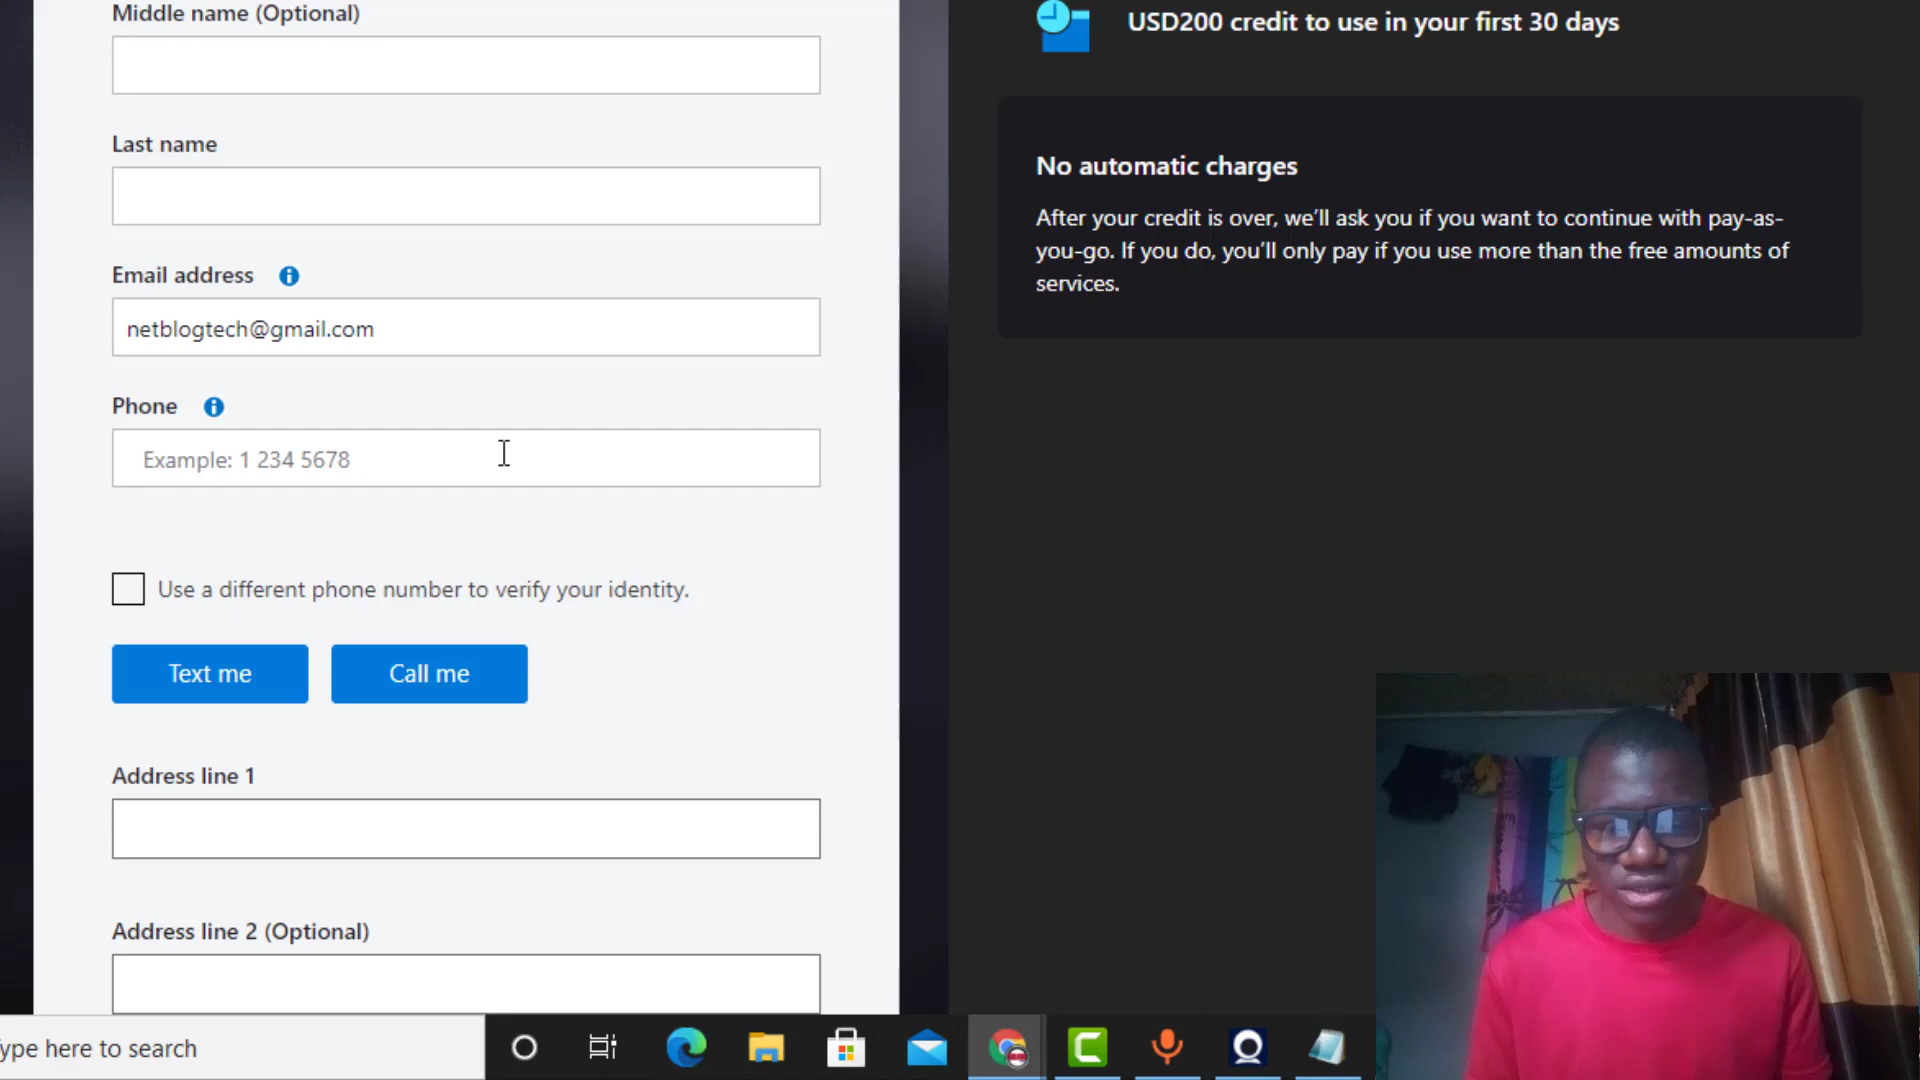 Middle name (Optional)
Last name
Email address
netblogtech@gmail.com
Phone
Example: 1 234 5678
Use a different phone number to verify your identity.
Text me
Call me
Address line 1
Address line 2 (Optional)
USD200 credit to use in your first 30 days
No automatic charges
After your credit is over, we’ll ask you if you want to continue with pay-as-
you-go. If you do, you’ll only pay if you use more than the free amounts of
services.
ype here to search